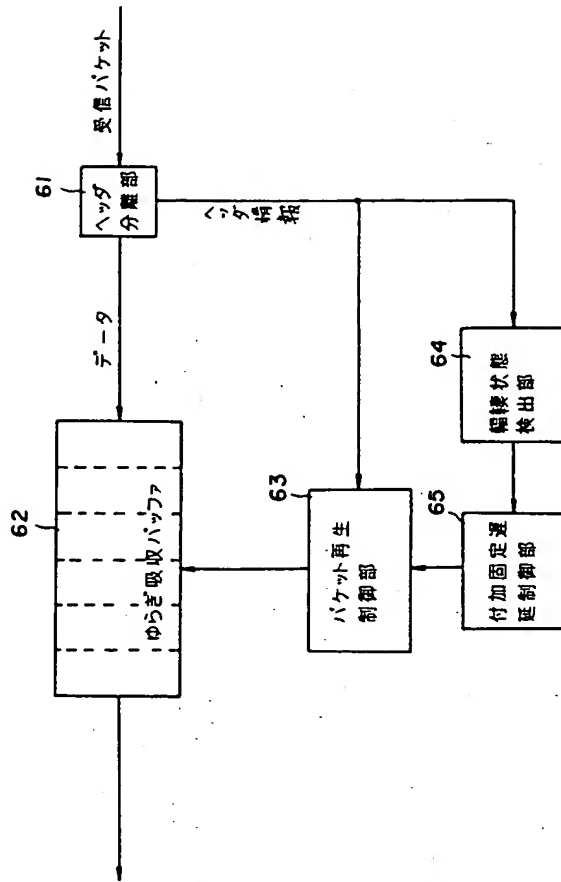 受信パケット
61
ヘッダ
分離部
ヘッダ
情報
データ
62
ゆらぎ吸収バッファ
63
パケット再生
制御部
64
輻輳状態
検出部
65
付加固定遅
延制御部